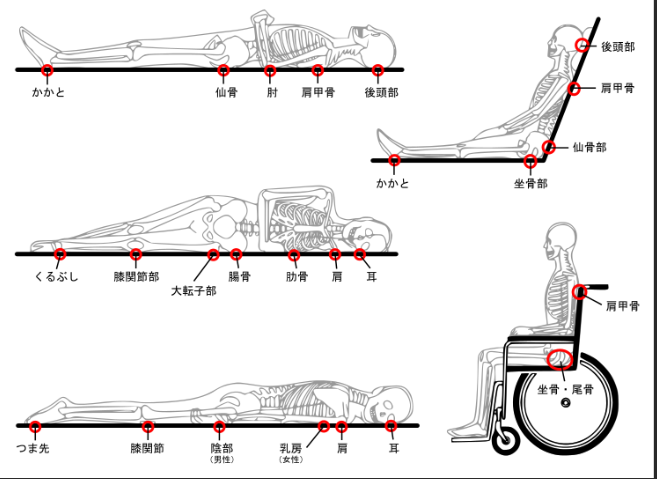 かかと
仙骨
肘
肩甲骨
後頭部
後頭部
肩甲骨
仙骨部
かかと
坐骨部
くるぶし
膝関節部
大転子部
腸骨
肋骨
肩
耳
肩甲骨
坐骨・尾骨
つま先
膝関節
陰部
（男性）
乳房
（女性）
肩
耳